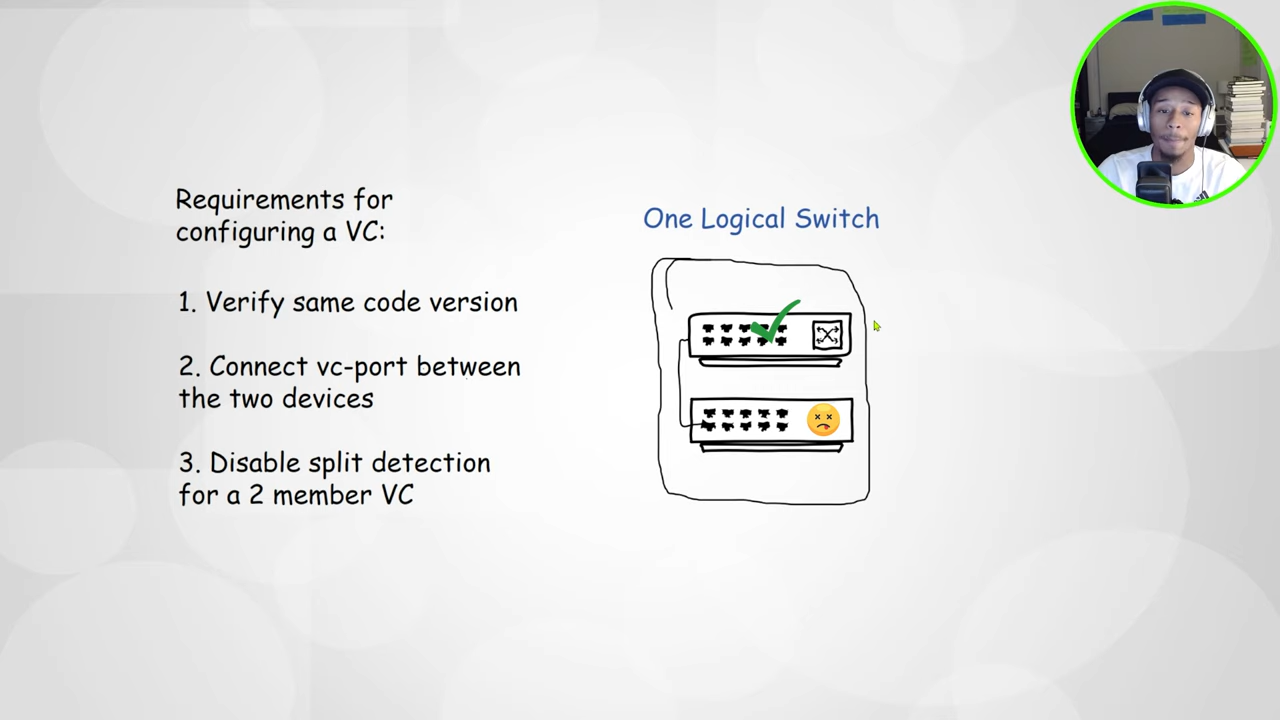 Requirements for
configuring a VC:
1. Verify same code version
2. Connect vc-port between
the two devices
3. Disable split detection
for a 2 member VC
One Logical Switch